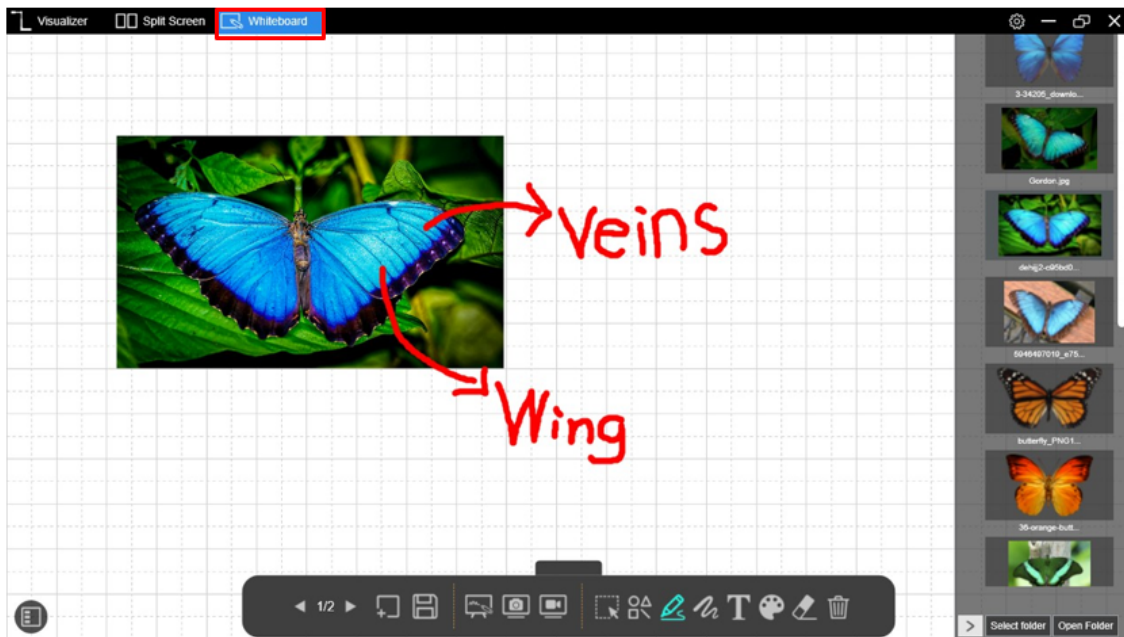 Visualizer Split Screen Whiteboard
3-34205_downlo...
Gordon.jpg
dehijj2-c95bd0...
5946497019_e75...
butterfly_PNG1...
36-orange-butt...
Veins
Wing
1/2
T
Select folder Open Folder